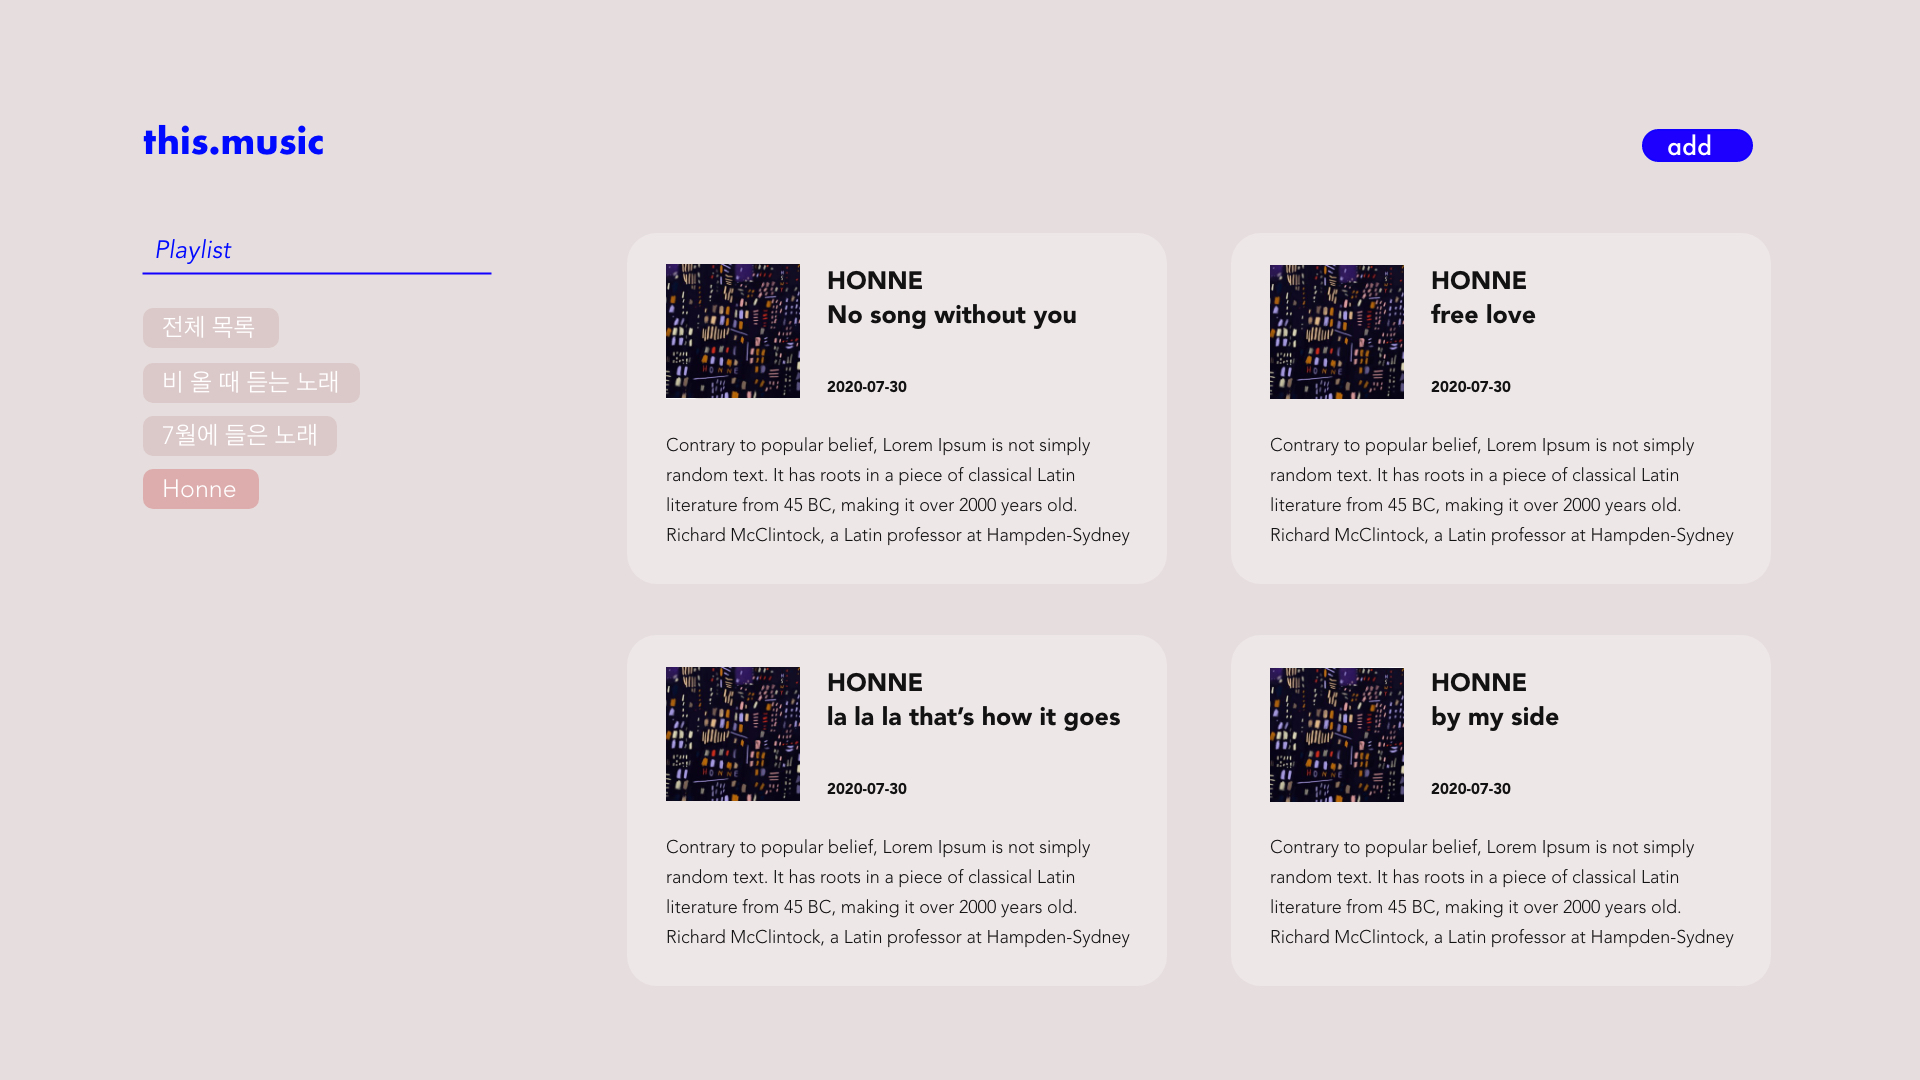 this.music
add
Playlist
전체 목록
비 올 때 듣는 노래
7월에 들은 노래
Honne
HONNE
No song without you
2020-07-30
Contrary to popular belief, Lorem Ipsum is not simply
random text. It has roots in a piece of classical Latin
literature from 45 BC, making it over 2000 years old.
Richard McClintock, a Latin professor at Hampden-Sydney
HONNE
free love
2020-07-30
Contrary to popular belief, Lorem Ipsum is not simply
random text. It has roots in a piece of classical Latin
literature from 45 BC, making it over 2000 years old.
Richard McClintock, a Latin professor at Hampden-Sydney
HONNE
la la la that’s how it goes
2020-07-30
Contrary to popular belief, Lorem Ipsum is not simply
random text. It has roots in a piece of classical Latin
literature from 45 BC, making it over 2000 years old.
Richard McClintock, a Latin professor at Hampden-Sydney
HONNE
by my side
2020-07-30
Contrary to popular belief, Lorem Ipsum is not simply
random text. It has roots in a piece of classical Latin
literature from 45 BC, making it over 2000 years old.
Richard McClintock, a Latin professor at Hampden-Sydney